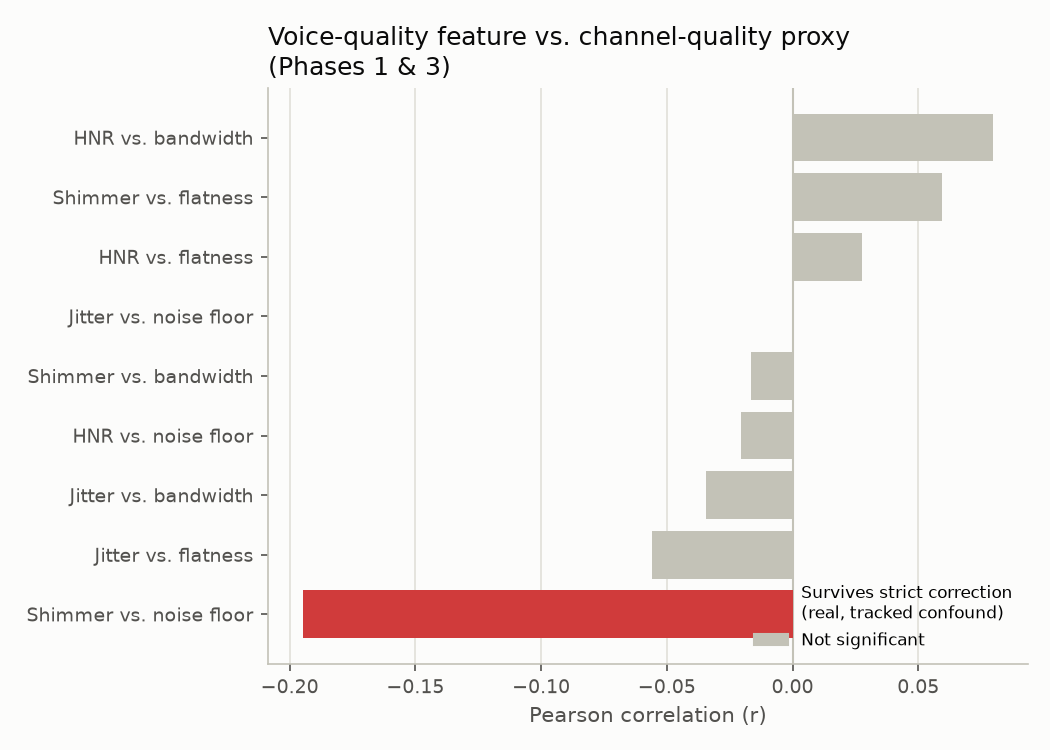 Voice-quality feature vs. channel-quality proxy
(Phases 1 & 3)
HNR vs. bandwidth
Shimmer vs. flatness
HNR vs. flatness
Jitter vs. noise floor
Shimmer vs. bandwidth
HNR vs. noise floor
Jitter vs. bandwidth
Jitter vs. flatness
Shimmer vs. noise floor
Survives strict correction
(real, tracked confound)
Not significant
−0.20 −0.15 −0.10 −0.05 0.00 0.05
Pearson correlation (r)